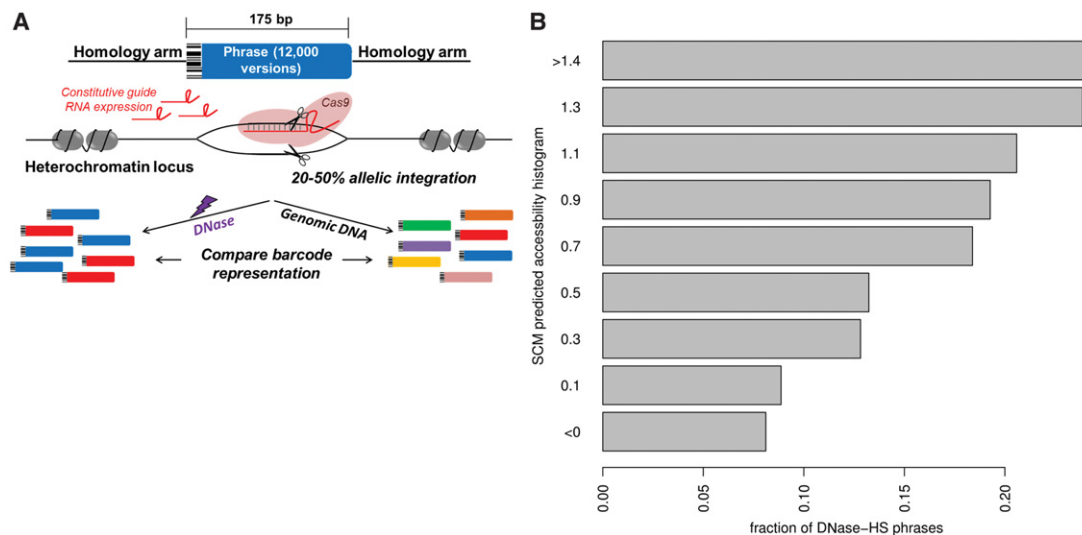 A
175 bp
Homology arm
Phrase (12,000
versions)
Homology arm
Constitutive guide
RNA expression
Cas9
Heterochromatin locus
20-50% allelic integration
DNase
Genomic DNA
Compare barcode
representation
B
SCM predicted accessbility histogram
>1.4
1.3
1.1
0.9
0.7
0.5
0.3
0.1
<0
0.00
0.05
0.10
0.15
0.20
fraction of DNase-HS phrases